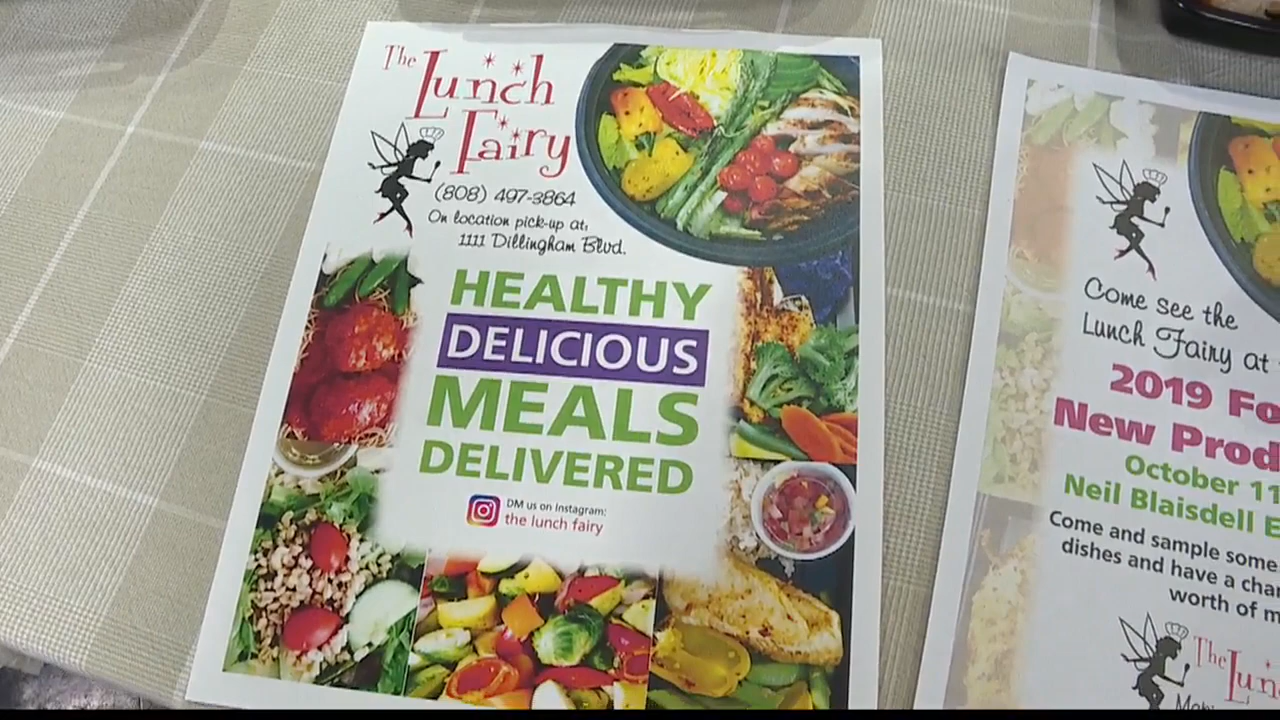 The
Lunch
Fairy
(808) 497-3864
On location pick-up at,
1111 Dillingham Blvd.
HEALTHY
DELICIOUS
MEALS
DELIVERED
DM us on Instagram:
the lunch fairy
Come see the
Lunch Fairy at
2019
New
October 11
Neil Blaisdell
Come and sample some
dishes and have a
worth of
The